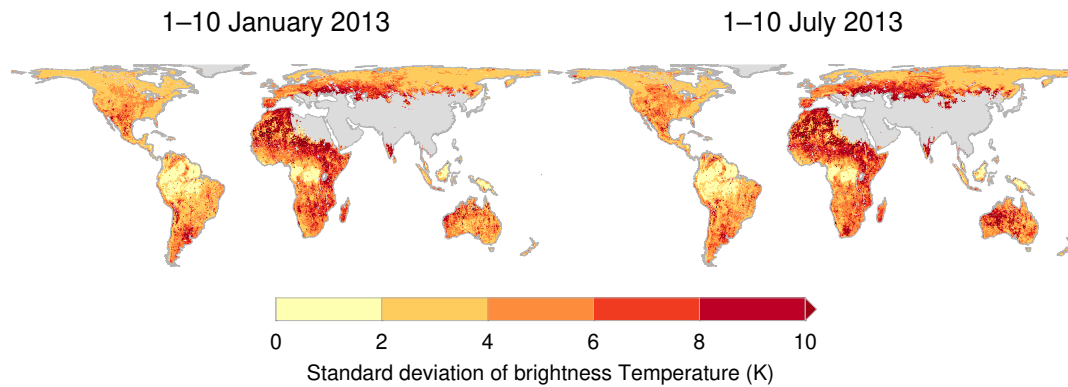 1–10 January 2013
1–10 July 2013
0 2 4 6 8 10
Standard deviation of brightness Temperature (K)